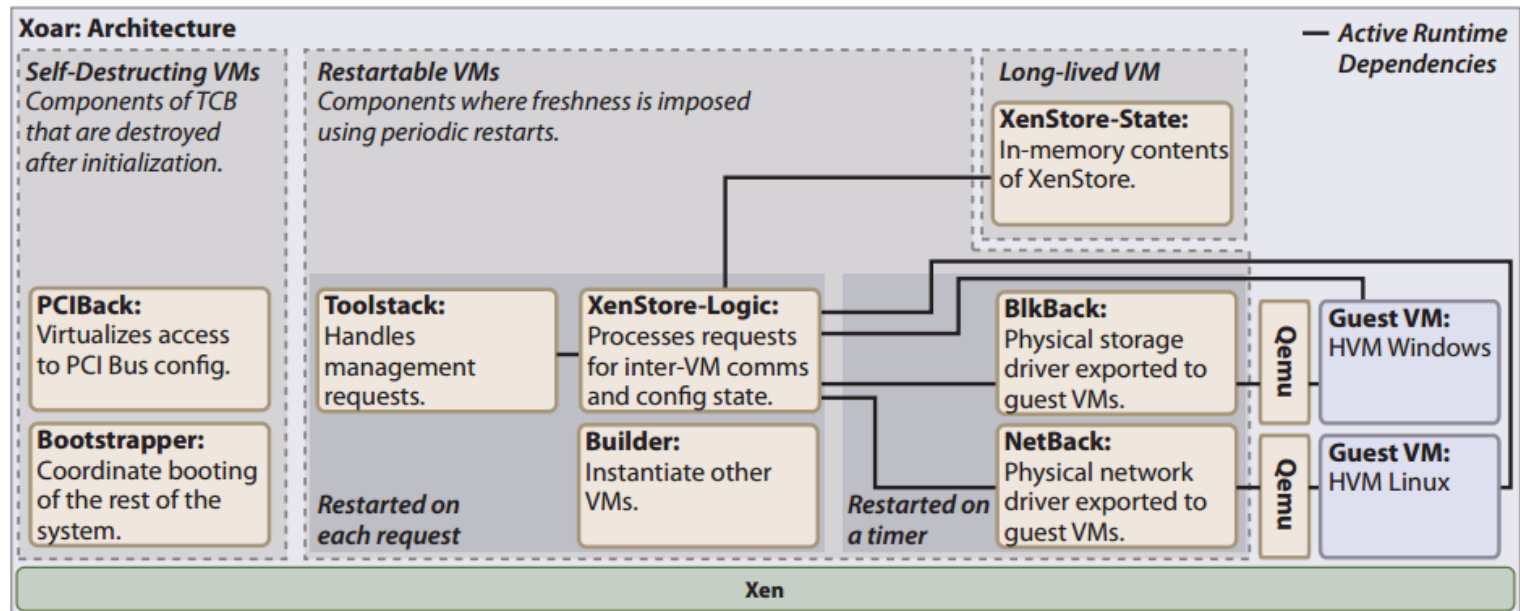 Xoar: Architecture
Active Runtime
Dependencies
Self-Destructing VMs
Components of TCB
that are destroyed
after initialization.
Restartable VMs
Components where freshness is imposed
using periodic restarts.
Long-lived VM
XenStore-State:
In-memory contents
of XenStore.
PCIBack:
Virtualizes access
to PCI Bus config.
Bootstrapper:
Coordinate booting
of the rest of the
system.
Toolstack:
Handles
management
requests.
XenStore-Logic:
Processes requests
for inter-VM comms
and config state.
Builder:
Instantiate other
VMs.
Restarted on
each request
BlkBack:
Physical storage
driver exported to
guest VMs.
NetBack:
Physical network
driver exported to
guest VMs.
Restarted on
a timer
Qemu
Guest VM:
HVM Windows
Qemu
Guest VM:
HVM Linux
Xen